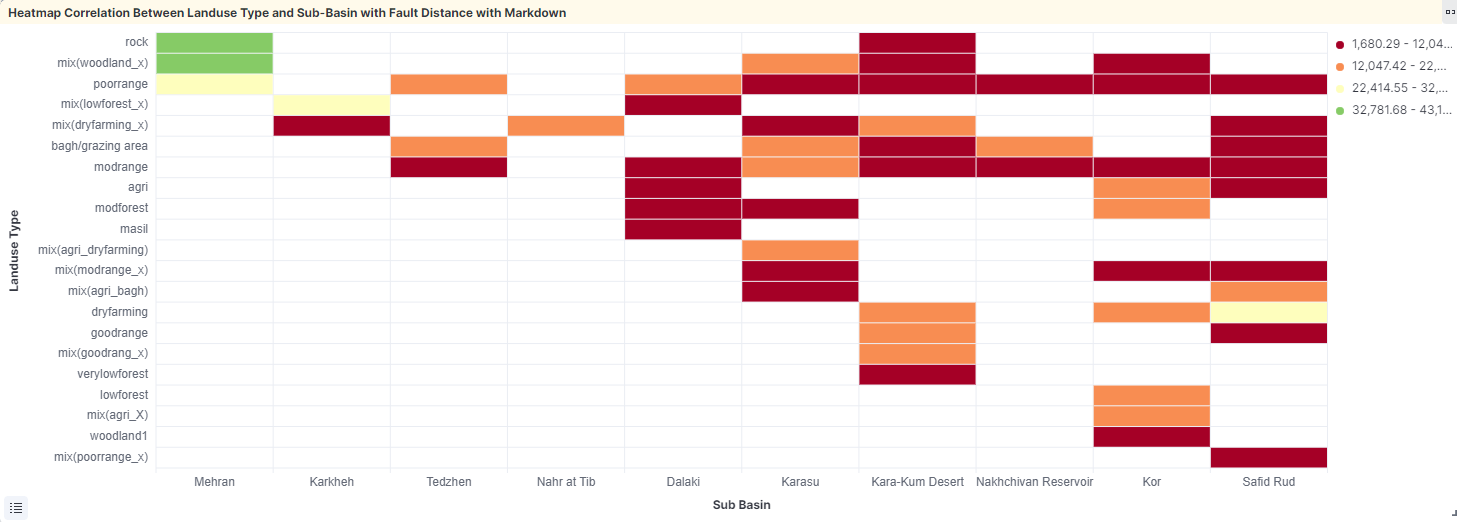 Heatmap Correlation Between Landuse Type and Sub-Basin with Fault Distance with Markdown
rock
mix(woodland_x)
poorrange
mix(lowforest_x)
mix(dryfarming_x)
bagh/grazing area
modrange
agri
modforest
masil
mix(agri_dryfarming)
mix(modrange_x)
mix(agri_bagh)
dryfarming
goodrange
mix(goodrang_x)
verylowforest
lowforest
mix(agri_X)
woodland1
mix(poorrange_x)
Landuse Type
Mehran
Karkheh
Tedzhen
Nahr at Tib
Dalaki
Karasu
Kara-Kum Desert
Nakhchivan Reservoir
Kor
Safid Rud
Sub Basin
1,680.29 - 12,04...
12,047.42 - 22,...
22,414.55 - 32,...
32,781.68 - 43,1...